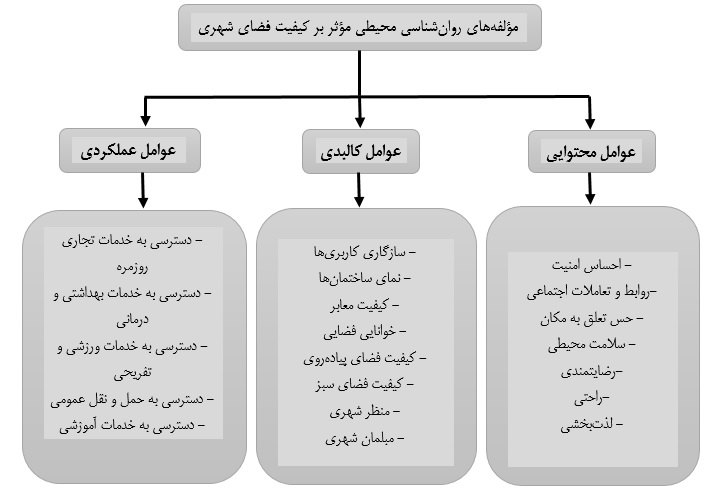 مؤلفه‌های روان‌شناسی محیطی مؤثر بر کیفیت فضای شهری
عوامل محتوایی
عوامل کالبدی
عوامل عملکردی
– احساس امنیت
–روابط و تعاملات اجتماعی
– حس تعلق به مکان
– سلامت محیطی
–رضایتمندی
–راحتی
– لذت‌بخشی
– سازگاری کاربری‌ها
– نمای ساختمان‌ها
– کیفیت معابر
– خوانایی فضایی
– کیفیت فضای پیاده‌روی
– کیفیت فضای سبز
– منظر شهری
– مبلمان شهری
– دسترسی به خدمات تجاری
روزمره
– دسترسی به خدمات بهداشتی و
درمانی
– دسترسی به خدمات ورزشی و
تفریحی
– دسترسی به حمل و نقل عمومی
– دسترسی به خدمات آموزشی